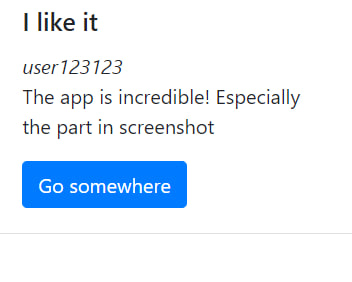 I like it
user123123
The app is incredible! Especially
the part in screenshot
Go somewhere